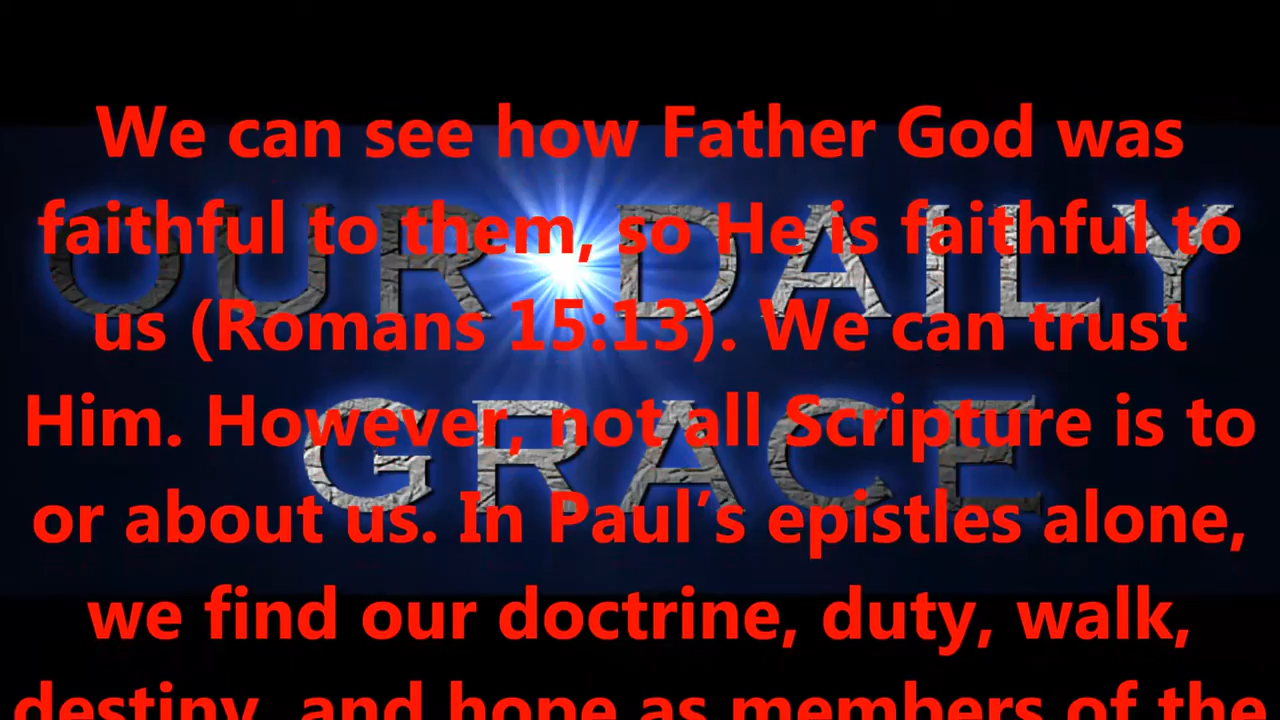 We can see how Father God was
faithful to them, so He is faithful to
us (Romans 15:13). We can trust
Him. However, not all Scripture is to
or about us. In Paul’s epistles alone,
we find our doctrine, duty, walk,
destiny, and hope as members of the
OUR DAILY
GRACE